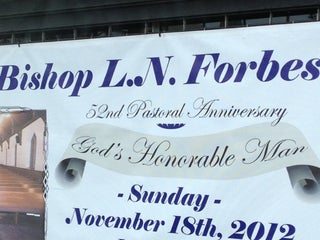 Bishop L.N. Forbes
52nd Pastoral Anniversary
God's Honorable Man
- Sunday -
November 18th, 2012